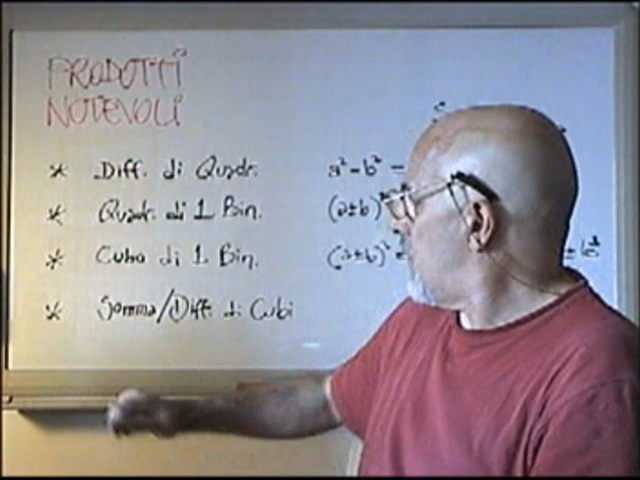 PRODOTTI
NOTEVOLI
* Diff. di Quadr. a² - b² =
* Quadr. di 1 Bin. (a±b)²
* Cubo di 1 Bin. (a±b)³ = ± b³
* Somma/Diff. di Cubi